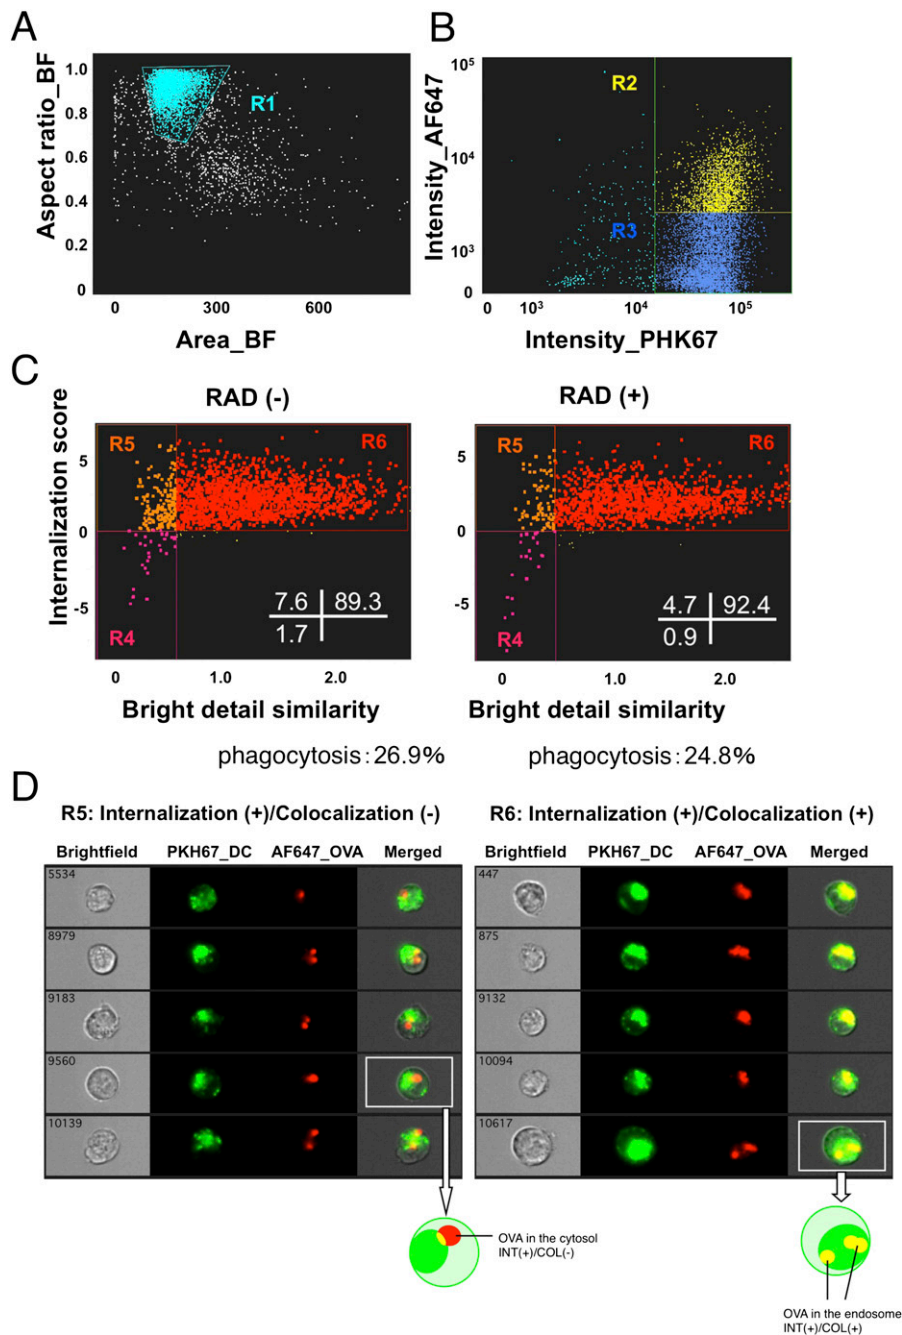 A
Aspect ratio_BF
1.0
0.8
0.6
0.4
0.2
0
R1
0 300 600
Area_BF
B
Intensity_AF647
10⁵
10⁴
10³
0
R2
R3
0 10³ 10⁴ 10⁵
Intensity_PHK67
C
RAD (-)
Internalization score
5
0
-5
R5
R6
R4
7.6 89.3
1.7
0 1.0 2.0
Bright detail similarity
phagocytosis : 26.9%
RAD (+)
5
0
-5
R5
R6
R4
4.7 92.4
0.9
0 1.0 2.0
Bright detail similarity
phagocytosis : 24.8%
D
R5: Internalization (+)/Colocalization (-)
Brightfield PKH67_DC AF647_OVA Merged
5534
8979
9183
9560
10139
OVA in the cytosol
INT(+)/COL(-)
R6: Internalization (+)/Colocalization (+)
Brightfield PKH67_DC AF647_OVA Merged
447
875
9132
10094
10617
OVA in the endosome
INT(+)/COL(+)